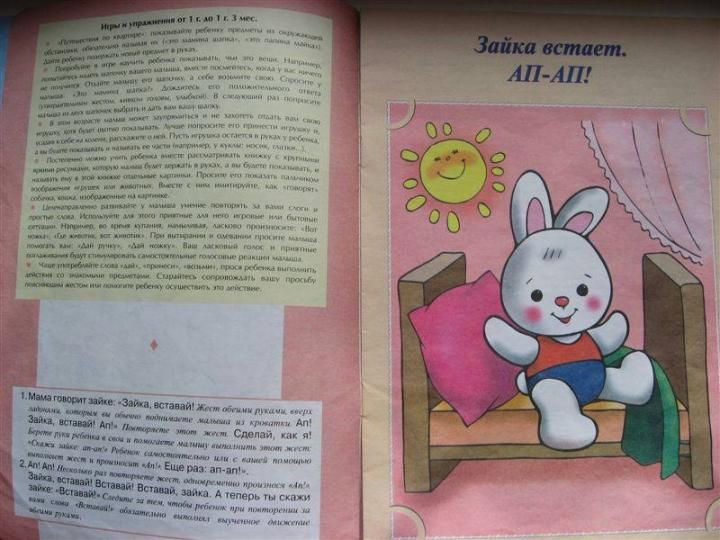 Игры и упражнения от 1 г. до 1 г. 3 мес.
«Путешествия по квартире»: показывайте ребенку предметы из окружающей
обстановки, обязательно называя их («это мамина шапка», «это папина майка»).
Дайте ребенку подержать новый предмет в руках.
Попробуйте в игре научить ребенка показывать, чьи это вещи. Например,
попытайтесь надеть шапочку вашего малыша, вместе посмейтесь, когда у вас ничего
не получится. Отдайте малышу его шапочку, а себе возьмите свою. Спросите у
малыша: «Это мамина шапка?» Дождитесь его положительного ответа
(утвердительным жестом, кивком головы, улыбкой). В следующий раз попросите
малыша из двух шапочек выбрать и дать вам вашу шапку.
В этом возрасте малыш может заупрямиться и не захотеть отдать вам свою
игрушку, хотя будет охотно показывать. Лучше попросите его принести игрушку и,
усадив к себе на колени, расскажите о ней. Пусть игрушка остается в руках у ребенка,
а вы будете показывать и называть ее части (например, у куклы: носик, глазки...).
Постепенно можно учить ребенка вместе рассматривать книжку с крупными
яркими рисунками, которую малыш будет держать в руках, а вы будете показывать, и
называть ему в этой книжке отдельные картинки. Просите его показать пальчиком
изображения игрушек или животных. Вместе с ним имитируйте, как «говорят»
собачка, кошка, изображенные на картинке.
Целенаправленно развивайте у малыша умение повторять за вами слоги и
простые слова. Используйте для этого приятные для него игровые или бытовые
ситуации. Например, во время купания, намыливая, ласково произносите: «Вот
ножка», «Где животик, вот животик». При вытирании и одевании просите малыша
помогать вам: «Дай ручку», «Дай ножку». Ваш ласковый голос и приятные
поглаживания будут стимулировать самостоятельные голосовые реакции малыша.
Чаще употребляйте слова «дай», «принеси», «возьми», прося ребенка выполнить
действия со знакомыми предметами. Старайтесь сопровождать вашу просьбу
поясняющим жестом или помогите ребенку осуществить это действие.
1. Мама говорит зайке: «Зайка, вставай! Жест обеими руками, вверх
ладонями, которым вы обычно поднимаете малыша из кроватки. Ап!
Зайка, вставай! Ап!» Повторяете этот жест. Сделай, как я!
Берете руки ребенка в свои и помогаете малышу выполнить этот жест:
«Скажи зайке: ап-ап!» Ребенок самостоятельно или с вашей помощью
выполняет жест и произносит «Ап!». Еще раз: ап-ап!».
2. Ап! Ап! Несколько раз повторяете жест, одновременно произнося «Ап!».
Зайка, вставай! Вставай! Вставай, зайка. А теперь ты скажи
зайке: «Вставай!» Следите за тем, чтобы ребенок при повторении за
вами слова «Вставай!» обязательно выполнял выученное движение
обеими руками.
Зайка встает.
АП-АП!